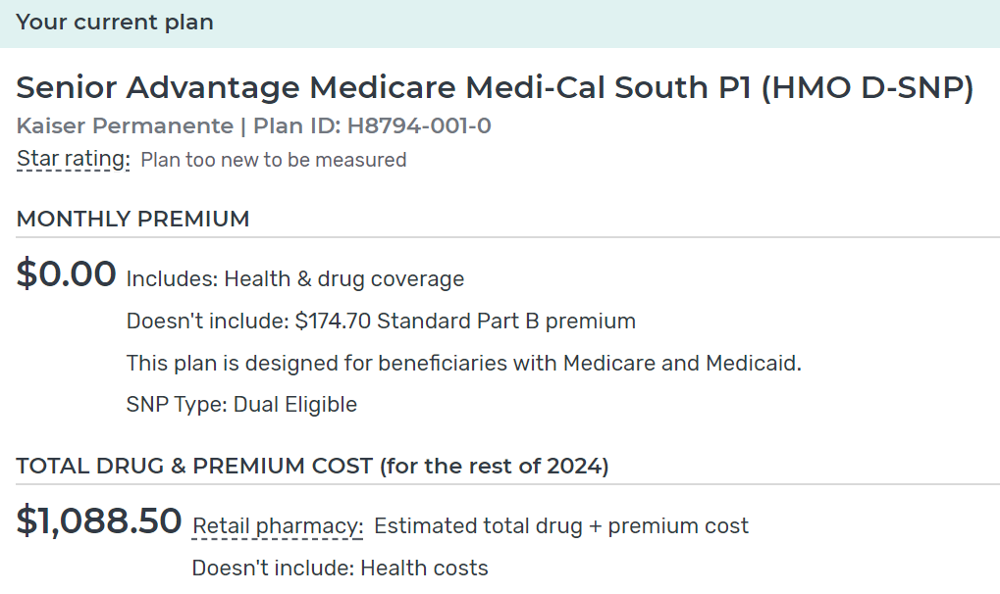 Your current plan
Senior Advantage Medicare Medi-Cal South P1 (HMO D-SNP)
Kaiser Permanente | Plan ID: H8794-001-0
Star rating: Plan too new to be measured
MONTHLY PREMIUM
$0.00 Includes: Health & drug coverage
Doesn't include: $174.70 Standard Part B premium
This plan is designed for beneficiaries with Medicare and Medicaid.
SNP Type: Dual Eligible
TOTAL DRUG & PREMIUM COST (for the rest of 2024)
$1,088.50 Retail pharmacy: Estimated total drug + premium cost
Doesn't include: Health costs